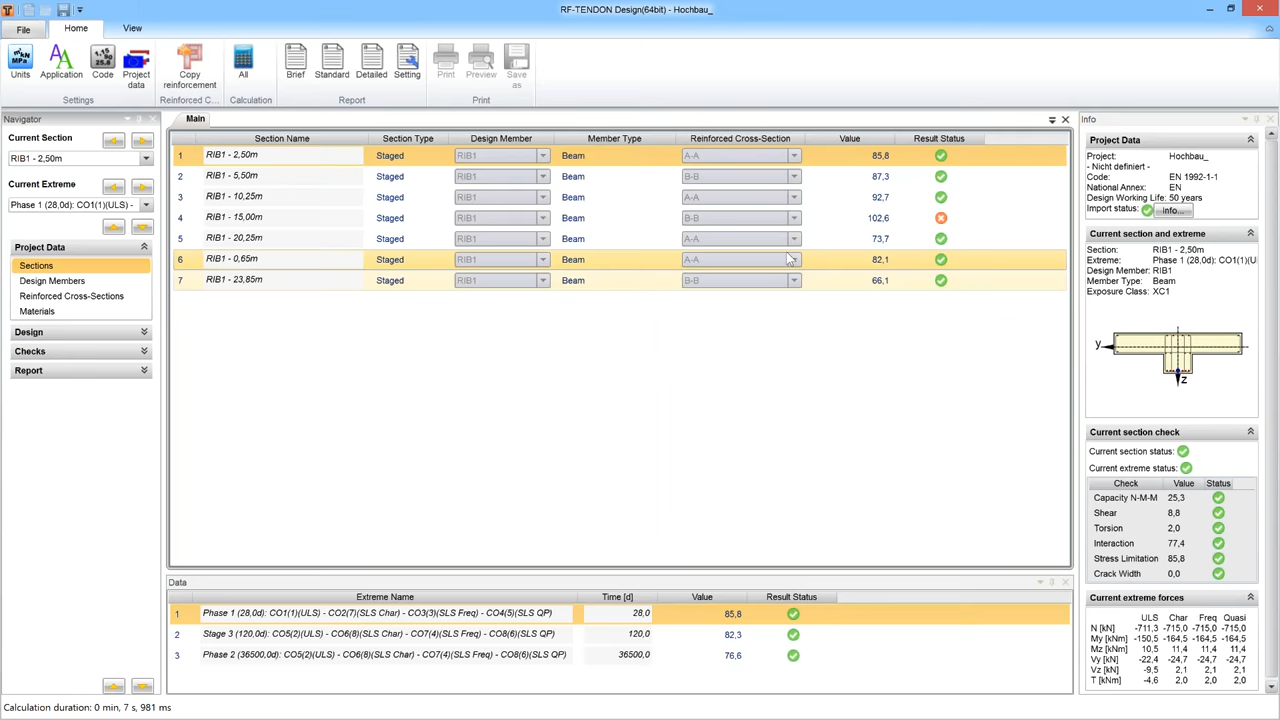 RF-TENDON Design(64bit) - Hochbau_
File
Home
View
Units
Application
Code
Project data
Copy reinforcement
All
Brief
Standard
Detailed
Setting
Print
Preview
Save as
Settings
Reinforced C...
Calculation
Report
Print
Navigator
Current Section
RIB1 - 2,50m
Current Extreme
Phase 1 (28,0d): CO1(1)(ULS) -
Project Data
Sections
Design Members
Reinforced Cross-Sections
Materials
Design
Checks
Report
Main
Section Name Section Type Design Member Member Type Reinforced Cross-Section Value Result Status
1 RIB1 - 2,50m Staged RIB1 Beam A-A 85,8
2 RIB1 - 5,50m Staged RIB1 Beam B-B 87,3
3 RIB1 - 10,25m Staged RIB1 Beam A-A 92,7
4 RIB1 - 15,00m Staged RIB1 Beam B-B 102,6
5 RIB1 - 20,25m Staged RIB1 Beam A-A 73,7
6 RIB1 - 0,65m Staged RIB1 Beam A-A 82,1
7 RIB1 - 23,85m Staged RIB1 Beam B-B 66,1
Data
Extreme Name Time [d] Value Result Status
1 Phase 1 (28,0d): CO1(1)(ULS) - CO2(7)(SLS Char) - CO3(3)(SLS Freq) - CO4(5)(SLS QP) 28,0 85,8
2 Stage 3 (120,0d): CO5(2)(ULS) - CO6(8)(SLS Char) - CO7(4)(SLS Freq) - CO8(6)(SLS QP) 120,0 82,3
3 Phase 2 (36500,0d): CO5(2)(ULS) - CO6(8)(SLS Char) - CO7(4)(SLS Freq) - CO8(6)(SLS QP) 36500,0 76,6
Info
Project Data
Project: Hochbau_
- Nicht definiert -
Code: EN 1992-1-1
National Annex: EN
Design Working Life: 50 years
Import status: Info...
Current section and extreme
Section: RIB1 - 2,50m
Extreme: Phase 1 (28,0d): CO1(1)(U
Design Member: RIB1
Member Type: Beam
Exposure Class: XC1
y
z
Current section check
Current section status:
Current extreme status:
Check Value Status
Capacity N-M-M 25,3
Shear 8,8
Torsion 2,0
Interaction 77,4
Stress Limitation 85,8
Crack Width 0,0
Current extreme forces
ULS Char Freq Quasi
N [kN] -711,3 -715,0 -715,0 -715,0
My [kNm] -150,5 -164,5 -164,5 -164,5
Mz [kNm] 10,5 11,4 11,4 11,4
Vy [kN] -22,4 -24,7 -24,7 -24,7
Vz [kN] -9,5 2,1 2,1 2,1
T [kNm] -4,6 2,0 2,0 2,0
Calculation duration: 0 min, 7 s, 981 ms